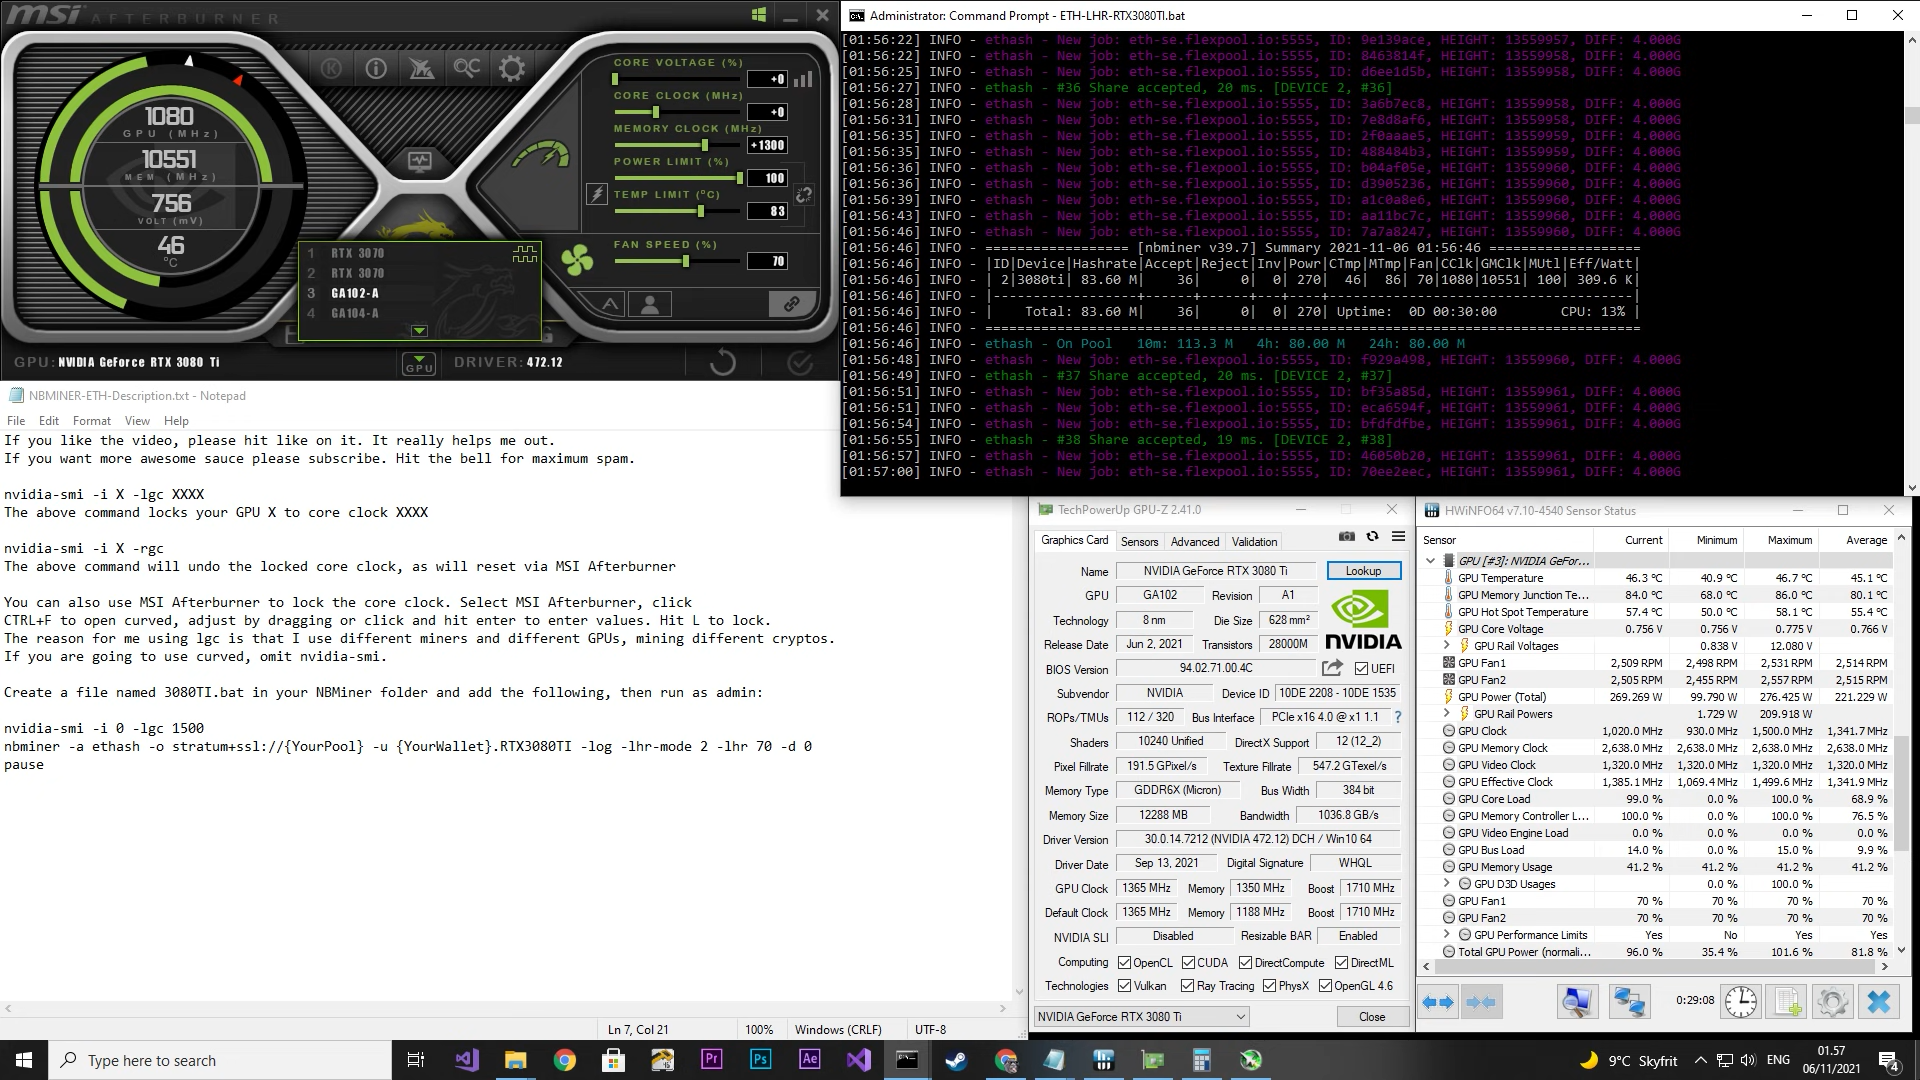 msi AFTERBURNER
1080
GPU (MHz)
10551
MEM (MHz)
756
VOLT (mV)
46
°C
CORE VOLTAGE (%)
+0
CORE CLOCK (MHz)
+0
MEMORY CLOCK (MHz)
+1300
POWER LIMIT (%)
100
TEMP LIMIT (°C)
83
FAN SPEED (%)
70
1 RTX 3070
2 RTX 3070
3 GA102-A
4 GA104-A
GPU: NVIDIA GeForce RTX 3080 Ti
GPU
DRIVER: 472.12
Administrator: Command Prompt - ETH-LHR-RTX3080TI.bat
[01:56:22] INFO - ethash - New job: eth-se.flexpool.io:5555, ID: 9e139ace, HEIGHT: 13559957, DIFF: 4.000G
[01:56:22] INFO - ethash - New job: eth-se.flexpool.io:5555, ID: 8463814f, HEIGHT: 13559958, DIFF: 4.000G
[01:56:25] INFO - ethash - New job: eth-se.flexpool.io:5555, ID: d6ee1d5b, HEIGHT: 13559958, DIFF: 4.000G
[01:56:27] INFO - ethash - #36 Share accepted, 20 ms. [DEVICE 2, #36]
[01:56:28] INFO - ethash - New job: eth-se.flexpool.io:5555, ID: 3a6b7ec8, HEIGHT: 13559958, DIFF: 4.000G
[01:56:31] INFO - ethash - New job: eth-se.flexpool.io:5555, ID: 7e8d8af6, HEIGHT: 13559958, DIFF: 4.000G
[01:56:35] INFO - ethash - New job: eth-se.flexpool.io:5555, ID: 2f0aaae5, HEIGHT: 13559959, DIFF: 4.000G
[01:56:35] INFO - ethash - New job: eth-se.flexpool.io:5555, ID: 488484b3, HEIGHT: 13559959, DIFF: 4.000G
[01:56:36] INFO - ethash - New job: eth-se.flexpool.io:5555, ID: b04af05e, HEIGHT: 13559960, DIFF: 4.000G
[01:56:36] INFO - ethash - New job: eth-se.flexpool.io:5555, ID: d3905236, HEIGHT: 13559960, DIFF: 4.000G
[01:56:39] INFO - ethash - New job: eth-se.flexpool.io:5555, ID: a1c0a8e6, HEIGHT: 13559960, DIFF: 4.000G
[01:56:43] INFO - ethash - New job: eth-se.flexpool.io:5555, ID: aa11bc7c, HEIGHT: 13559960, DIFF: 4.000G
[01:56:46] INFO - ethash - New job: eth-se.flexpool.io:5555, ID: 7a7a8247, HEIGHT: 13559960, DIFF: 4.000G
[01:56:46] INFO - ================== [nbminer v39.7] Summary 2021-11-06 01:56:46 ===================
[01:56:46] INFO - |ID|Device|Hashrate|Accept|Reject|Inv|Powr|CTmp|MTmp|Fan|CClk|GMClk|MUtl|Eff/Watt|
[01:56:46] INFO - | 2|3080ti| 83.60 M| 36| 0| 0| 270| 46| 86| 70|1080|10551| 100| 309.6 K|
[01:56:46] INFO - |------------------+------+------+---+----+----------------------------------------|
[01:56:46] INFO - | Total: 83.60 M| 36| 0| 0| 270| Uptime: 0D 00:30:00 CPU: 13% |
[01:56:46] INFO - ===================================================================================
[01:56:46] INFO - ethash - On Pool 10m: 113.3 M 4h: 80.00 M 24h: 80.00 M
[01:56:48] INFO - ethash - New job: eth-se.flexpool.io:5555, ID: f929a498, HEIGHT: 13559960, DIFF: 4.000G
[01:56:49] INFO - ethash - #37 Share accepted, 20 ms. [DEVICE 2, #37]
[01:56:51] INFO - ethash - New job: eth-se.flexpool.io:5555, ID: bf35a85d, HEIGHT: 13559961, DIFF: 4.000G
[01:56:51] INFO - ethash - New job: eth-se.flexpool.io:5555, ID: eca6594f, HEIGHT: 13559961, DIFF: 4.000G
[01:56:54] INFO - ethash - New job: eth-se.flexpool.io:5555, ID: bfdfdfbe, HEIGHT: 13559961, DIFF: 4.000G
[01:56:55] INFO - ethash - #38 Share accepted, 19 ms. [DEVICE 2, #38]
[01:56:57] INFO - ethash - New job: eth-se.flexpool.io:5555, ID: 46050b20, HEIGHT: 13559961, DIFF: 4.000G
[01:57:00] INFO - ethash - New job: eth-se.flexpool.io:5555, ID: 70ee2eec, HEIGHT: 13559961, DIFF: 4.000G
NBMINER-ETH-Description.txt - Notepad
File Edit Format View Help
If you like the video, please hit like on it. It really helps me out.
If you want more awesome sauce please subscribe. Hit the bell for maximum spam.
nvidia-smi -i X -lgc XXXX
The above command locks your GPU X to core clock XXXX
nvidia-smi -i X -rgc
The above command will undo the locked core clock, as will reset via MSI Afterburner
You can also use MSI Afterburner to lock the core clock. Select MSI Afterburner, click
CTRL+F to open curved, adjust by dragging or click and hit enter to enter values. Hit L to lock.
The reason for me using lgc is that I use different miners and different GPUs, mining different cryptos.
If you are going to use curved, omit nvidia-smi.
Create a file named 3080TI.bat in your NBMiner folder and add the following, then run as admin:
nvidia-smi -i 0 -lgc 1500
nbminer -a ethash -o stratum+ssl://{YourPool} -u {YourWallet}.RTX3080TI -log -lhr-mode 2 -lhr 70 -d 0
pause
Ln 7, Col 21 100% Windows (CRLF) UTF-8
TechPowerUp GPU-Z 2.41.0
Graphics Card Sensors Advanced Validation
Name NVIDIA GeForce RTX 3080 Ti Lookup
GPU GA102 Revision A1
Technology 8 nm Die Size 628 mm²
NVIDIA
Release Date Jun 2, 2021 Transistors 28000M
BIOS Version 94.02.71.00.4C UEFI
Subvendor NVIDIA Device ID 10DE 2208 - 10DE 1535
ROPs/TMUs 112 / 320 Bus Interface PCIe x16 4.0 @ x1 1.1 ?
Shaders 10240 Unified DirectX Support 12 (12_2)
Pixel Fillrate 191.5 GPixel/s Texture Fillrate 547.2 GTexel/s
Memory Type GDDR6X (Micron) Bus Width 384 bit
Memory Size 12288 MB Bandwidth 1036.8 GB/s
Driver Version 30.0.14.7212 (NVIDIA 472.12) DCH / Win10 64
Driver Date Sep 13, 2021 Digital Signature WHQL
GPU Clock 1365 MHz Memory 1350 MHz Boost 1710 MHz
Default Clock 1365 MHz Memory 1188 MHz Boost 1710 MHz
NVIDIA SLI Disabled Resizable BAR Enabled
Computing OpenCL CUDA DirectCompute DirectML
Technologies Vulkan Ray Tracing PhysX OpenGL 4.6
NVIDIA GeForce RTX 3080 Ti Close
HWiNFO64 v7.10-4540 Sensor Status
Sensor Current Minimum Maximum Average
GPU [#3]: NVIDIA GeFor...
GPU Temperature 46.3 °C 40.9 °C 46.7 °C 45.1 °C
GPU Memory Junction Te... 84.0 °C 68.0 °C 86.0 °C 80.1 °C
GPU Hot Spot Temperature 57.4 °C 50.0 °C 58.1 °C 55.4 °C
GPU Core Voltage 0.756 V 0.756 V 0.775 V 0.766 V
GPU Rail Voltages 0.838 V 12.080 V
GPU Fan1 2,509 RPM 2,498 RPM 2,531 RPM 2,514 RPM
GPU Fan2 2,505 RPM 2,455 RPM 2,557 RPM 2,515 RPM
GPU Power (Total) 269.269 W 99.790 W 276.425 W 221.229 W
GPU Rail Powers 1.729 W 209.918 W
GPU Clock 1,020.0 MHz 930.0 MHz 1,500.0 MHz 1,341.7 MHz
GPU Memory Clock 2,638.0 MHz 2,638.0 MHz 2,638.0 MHz 2,638.0 MHz
GPU Video Clock 1,320.0 MHz 1,320.0 MHz 1,320.0 MHz 1,320.0 MHz
GPU Effective Clock 1,385.1 MHz 1,069.4 MHz 1,499.6 MHz 1,341.9 MHz
GPU Core Load 99.0 % 0.0 % 100.0 % 68.9 %
GPU Memory Controller L... 100.0 % 0.0 % 100.0 % 76.5 %
GPU Video Engine Load 0.0 % 0.0 % 0.0 % 0.0 %
GPU Bus Load 14.0 % 0.0 % 15.0 % 9.9 %
GPU Memory Usage 41.2 % 41.2 % 41.2 % 41.2 %
GPU D3D Usages 0.0 % 100.0 %
GPU Fan1 70 % 70 % 70 % 70 %
GPU Fan2 70 % 70 % 70 % 70 %
GPU Performance Limits Yes No Yes Yes
Total GPU Power (normali... 96.0 % 35.4 % 101.6 % 81.8 %
0:29:08
Type here to search
Pr
Ps
Ae
9°C Skyfrit
ENG
01.57
06/11/2021
4